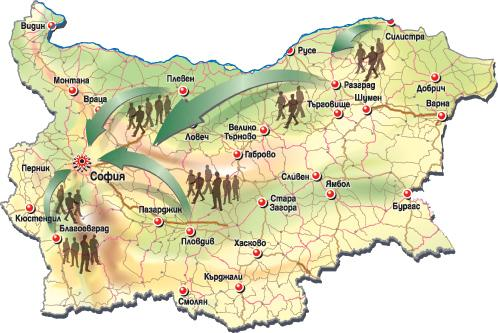 Видин
Силистра
Русе
Монтана
Плевен
Разград
Добрич
Враца
Търговище
Шумен
Варна
Ловеч
Велико
Търново
Габрово
Перник
София
Сливен
Ямбол
Кюстендил
Пазарджик
Стара
Загора
Бургас
Благоевград
Пловдив
Хасково
Кърджали
Смолян